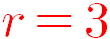 r = 3